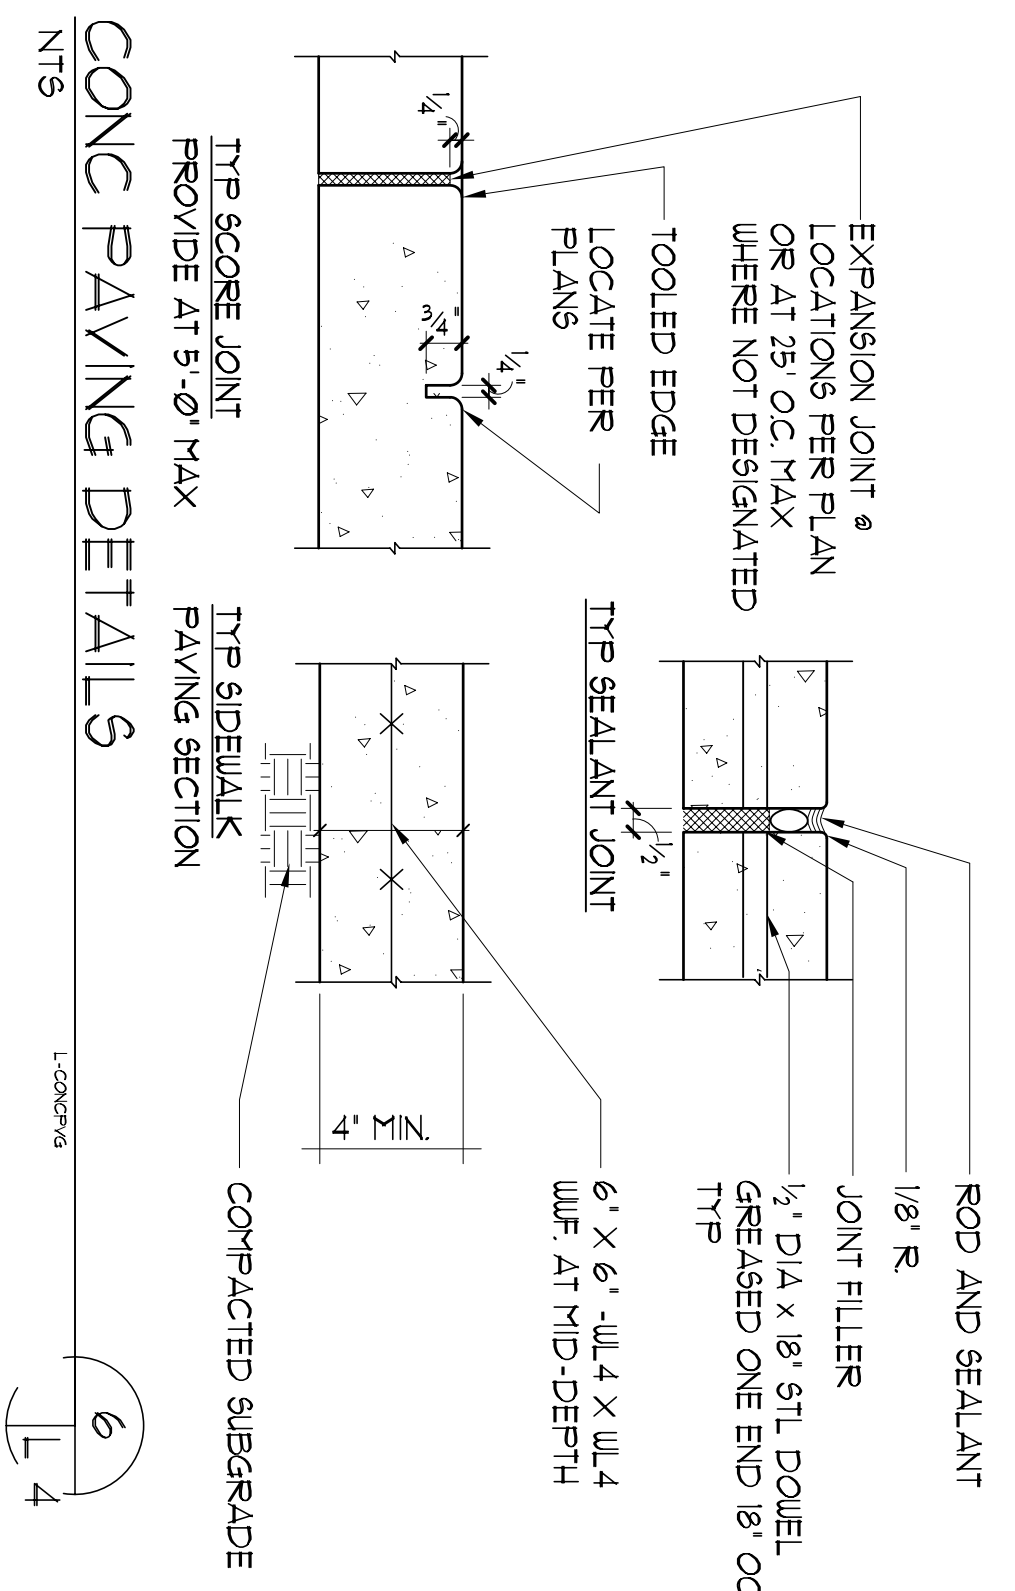 EXPANSION JOINT @
LOCATIONS PER PLAN
OR AT 25' O.C. MAX
WHERE NOT DESIGNATED
TOOLED EDGE
LOCATE PER
PLANS
1/4"
3/4"
1/4"
TYP SCORE JOINT
PROVIDE AT 5'-0" MAX
ROD AND SEALANT
1/8" R.
JOINT FILLER
1/2" DIA x 18" STL DOWEL
GREASED ONE END 18" OC
TYP
1/2"
TYP SEALANT JOINT
6" X 6" -WL4 X WL4
WWF. AT MID-DEPTH
4" MIN.
COMPACTED SUBGRADE
TYP SIDEWALK
PAVING SECTION
CONC PAVING DETAILS
NTS
L-CONCPVG
6
L 4